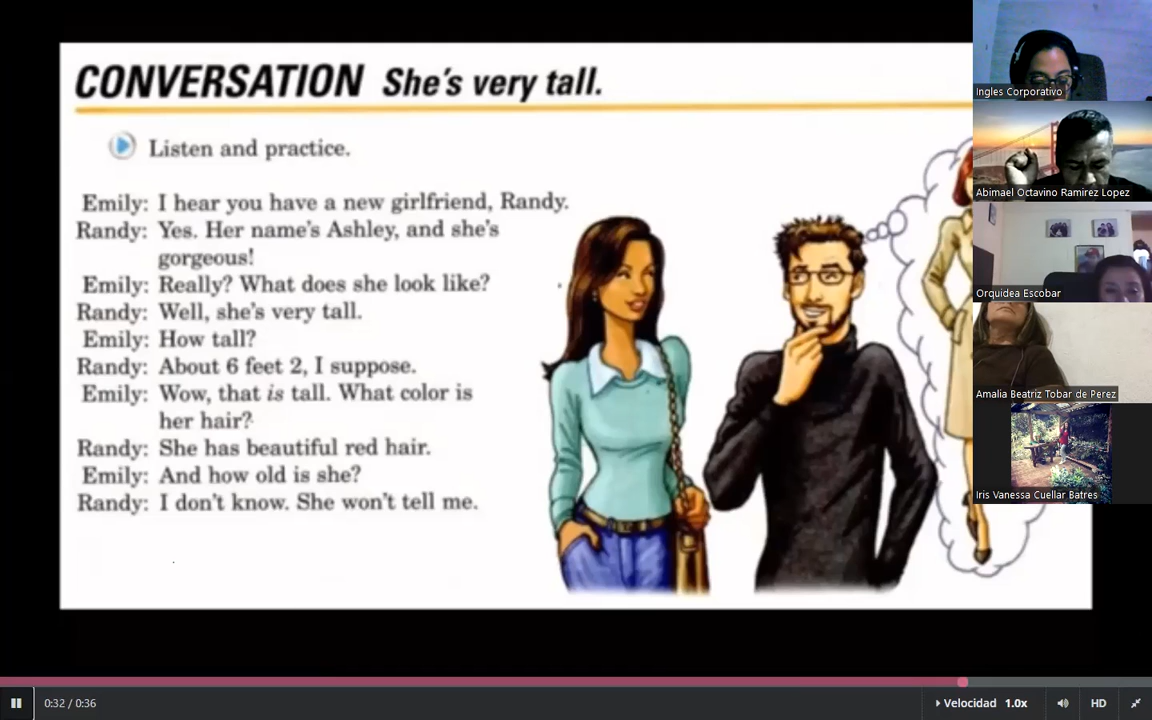 CONVERSATION She's very tall.
Listen and practice.
Emily: I hear you have a new girlfriend, Randy.
Randy: Yes. Her name's Ashley, and she's
gorgeous!
Emily: Really? What does she look like?
Randy: Well, she's very tall.
Emily: How tall?
Randy: About 6 feet 2, I suppose.
Emily: Wow, that is tall. What color is
her hair?
Randy: She has beautiful red hair.
Emily: And how old is she?
Randy: I don't know. She won't tell me.
Ingles Corporativo
Abimael Octavino Ramirez Lopez
Orquidea Escobar
Amalia Beatriz Tobar de Perez
Iris Vanessa Cuellar Batres
0:32 / 0:36
Velocidad 1.0x
HD